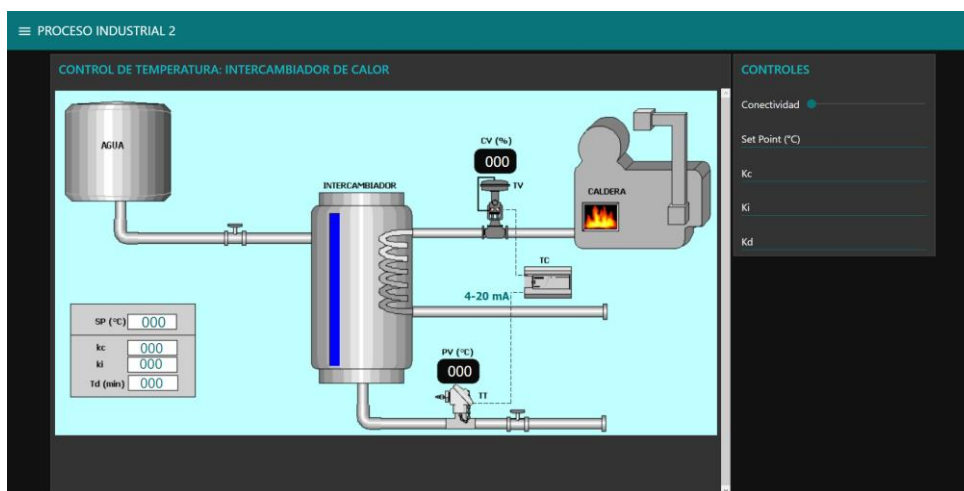 PROCESO INDUSTRIAL 2
CONTROL DE TEMPERATURA: INTERCAMBIADOR DE CALOR
AGUA
INTERCAMBIADOR
CV (%)
000
TV
CALDERA
TC
4-20 mA
SP (°C) 000
kc 000
ki 000
Td (min) 000
PV (°C)
000
TT
CONTROLES
Conectividad
Set Point (°C)
Kc
Ki
Kd